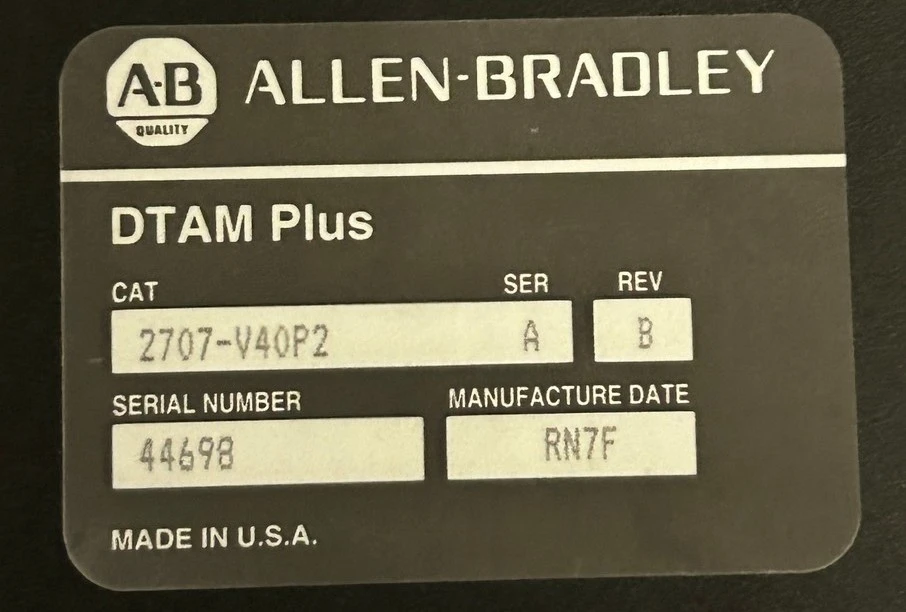 A-B ALLEN-BRADLEY
QUALITY
DTAM Plus
CAT SER REV
2707-V40P2 A B
SERIAL NUMBER MANUFACTURE DATE
44698 RN7F
MADE IN U.S.A.